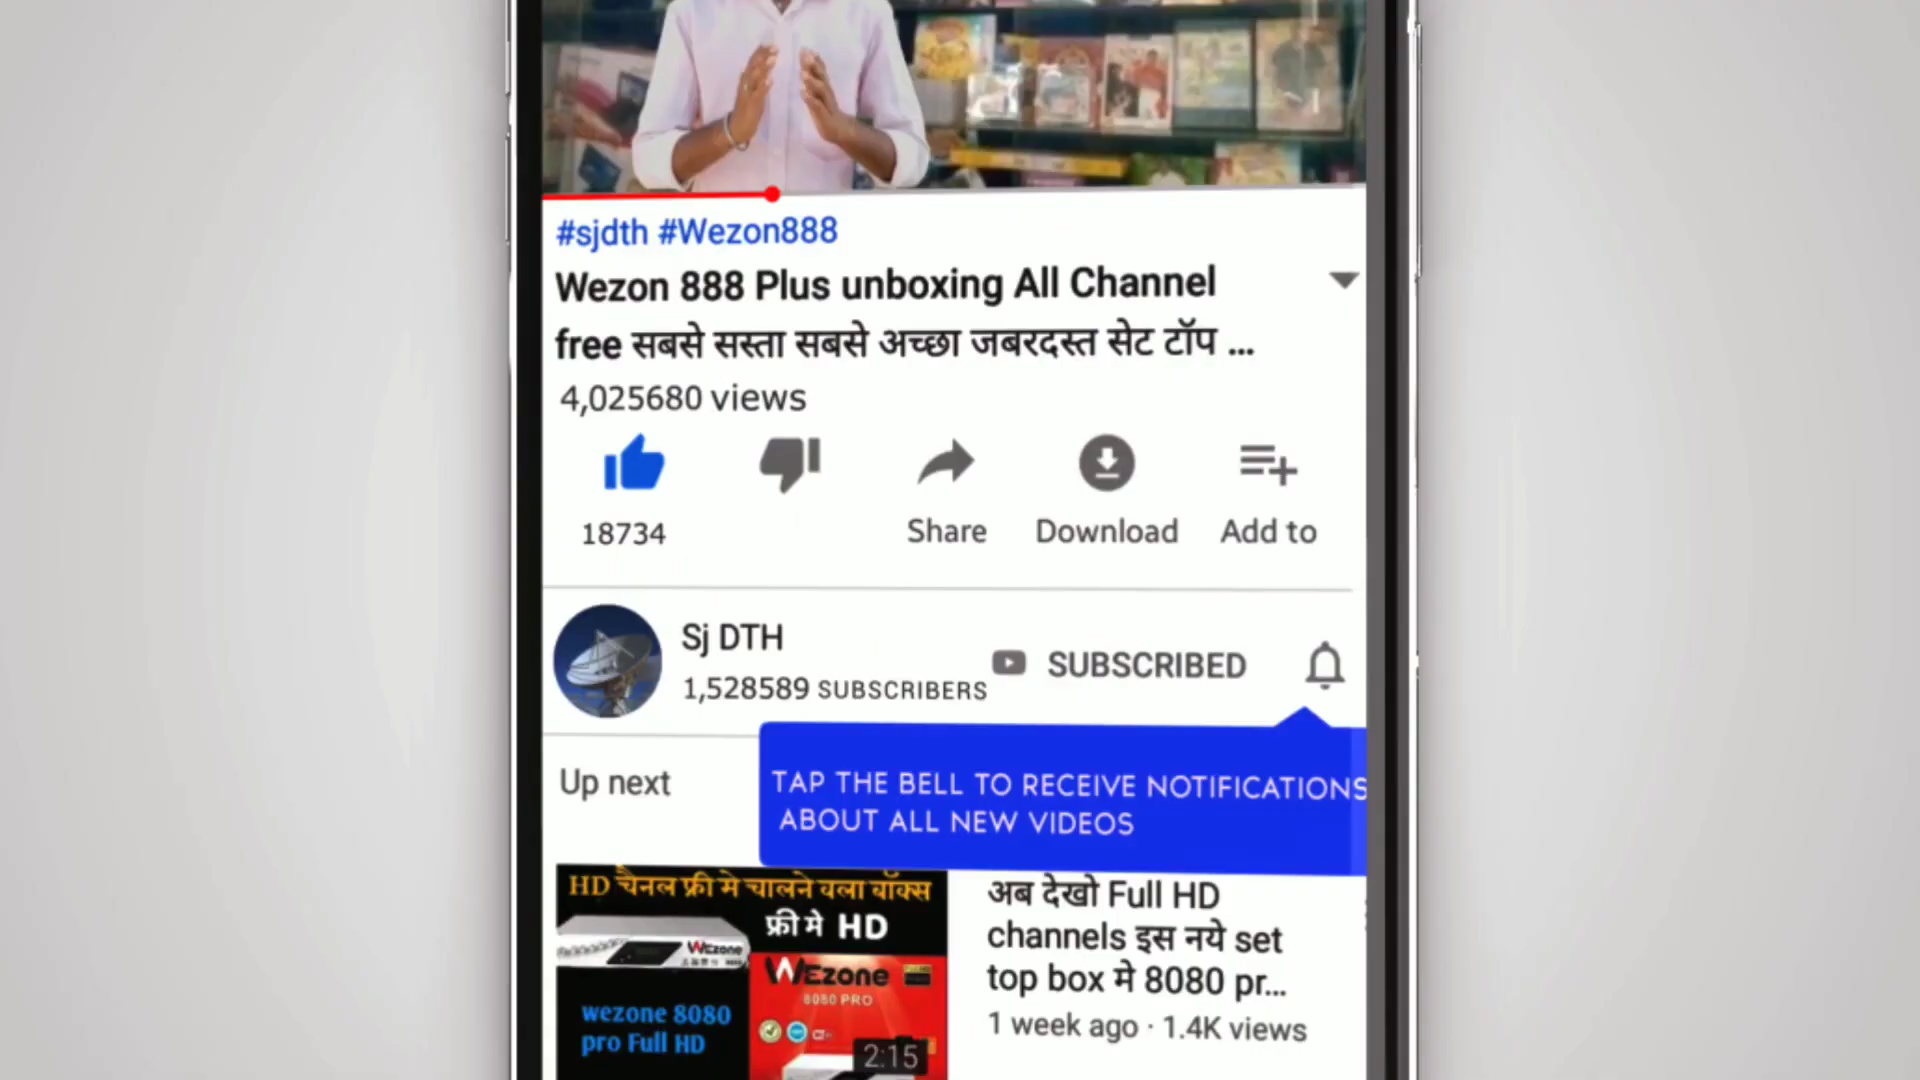 #sjdth #Wezon888
Wezon 888 Plus unboxing All Channel
free सबसे सस्ता सबसे अच्छा जबरदस्त सेट टॉप ...
4,025680 views
18734
Share
Download
Add to
Sj DTH
1,528589 SUBSCRIBERS
SUBSCRIBED
TAP THE BELL TO RECEIVE NOTIFICATIONS
ABOUT ALL NEW VIDEOS
Up next
HD चैनल फ्री मे चालने वला बॉक्स
फ्री मे HD
Wezone
WEzone
8080 PRO
wezone 8080
pro Full HD
2:15
अब देखो Full HD
channels इस नये set
top box मे 8080 pr...
1 week ago · 1.4K views